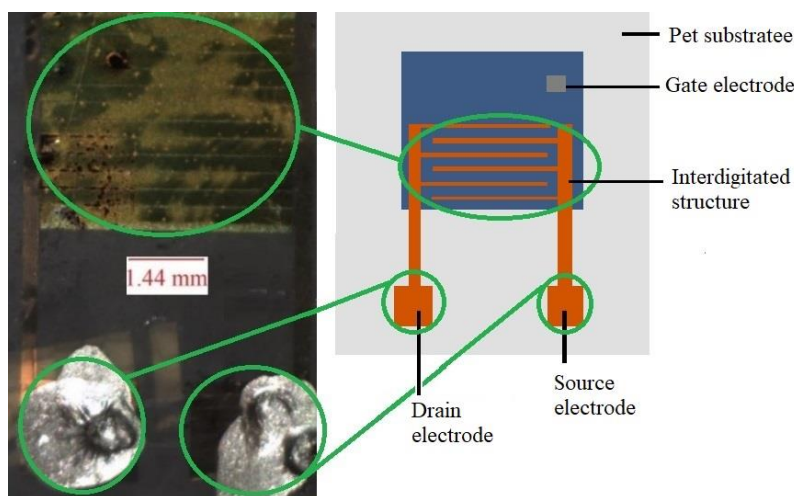 Pet substratee
Gate electrode
Interdigitated
structure
1.44 mm
Source
electrode
Drain
electrode